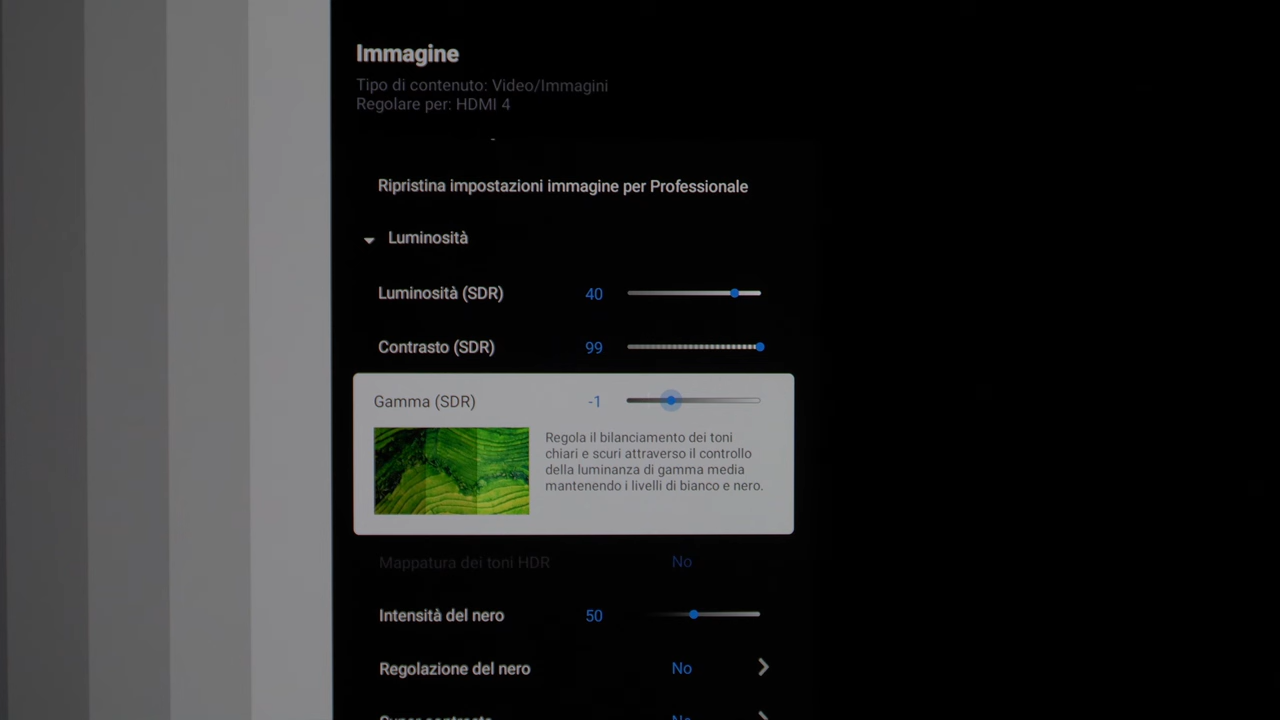 Immagine
Tipo di contenuto: Video/Immagini
Regolare per: HDMI 4
Ripristina impostazioni immagine per Professionale
Luminosità
Luminosità (SDR) 40
Contrasto (SDR) 99
Gamma (SDR) -1
Regola il bilanciamento dei toni
chiari e scuri attraverso il controllo
della luminanza di gamma media
mantenendo i livelli di bianco e nero.
Mappatura dei toni HDR No
Intensità del nero 50
Regolazione del nero No